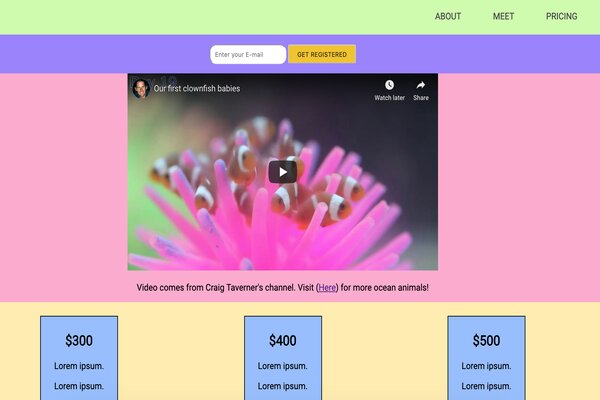 ABOUT MEET PRICING
Enter your E-mail GET REGISTERED
Our first clownfish babies
Watch later Share
Video comes from Craig Taverner's channel. Visit (Here) for more ocean animals!
$300 $400 $500
Lorem ipsum. Lorem ipsum. Lorem ipsum.
Lorem ipsum. Lorem ipsum. Lorem ipsum.